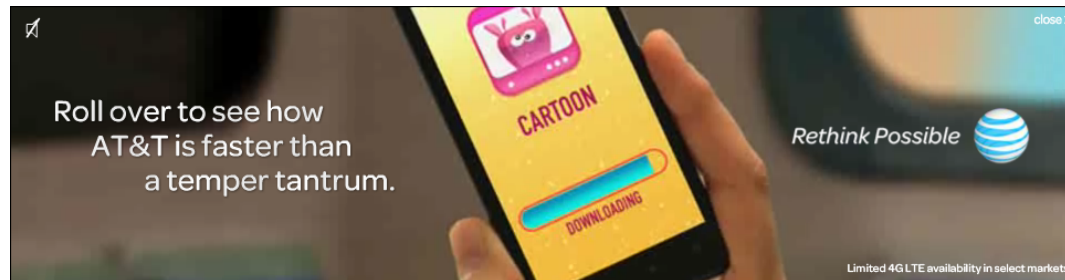 close
Roll over to see how
AT&T is faster than
a temper tantrum.
CARTOON
DOWNLOADING
Rethink Possible
Limited 4G LTE availability in select markets